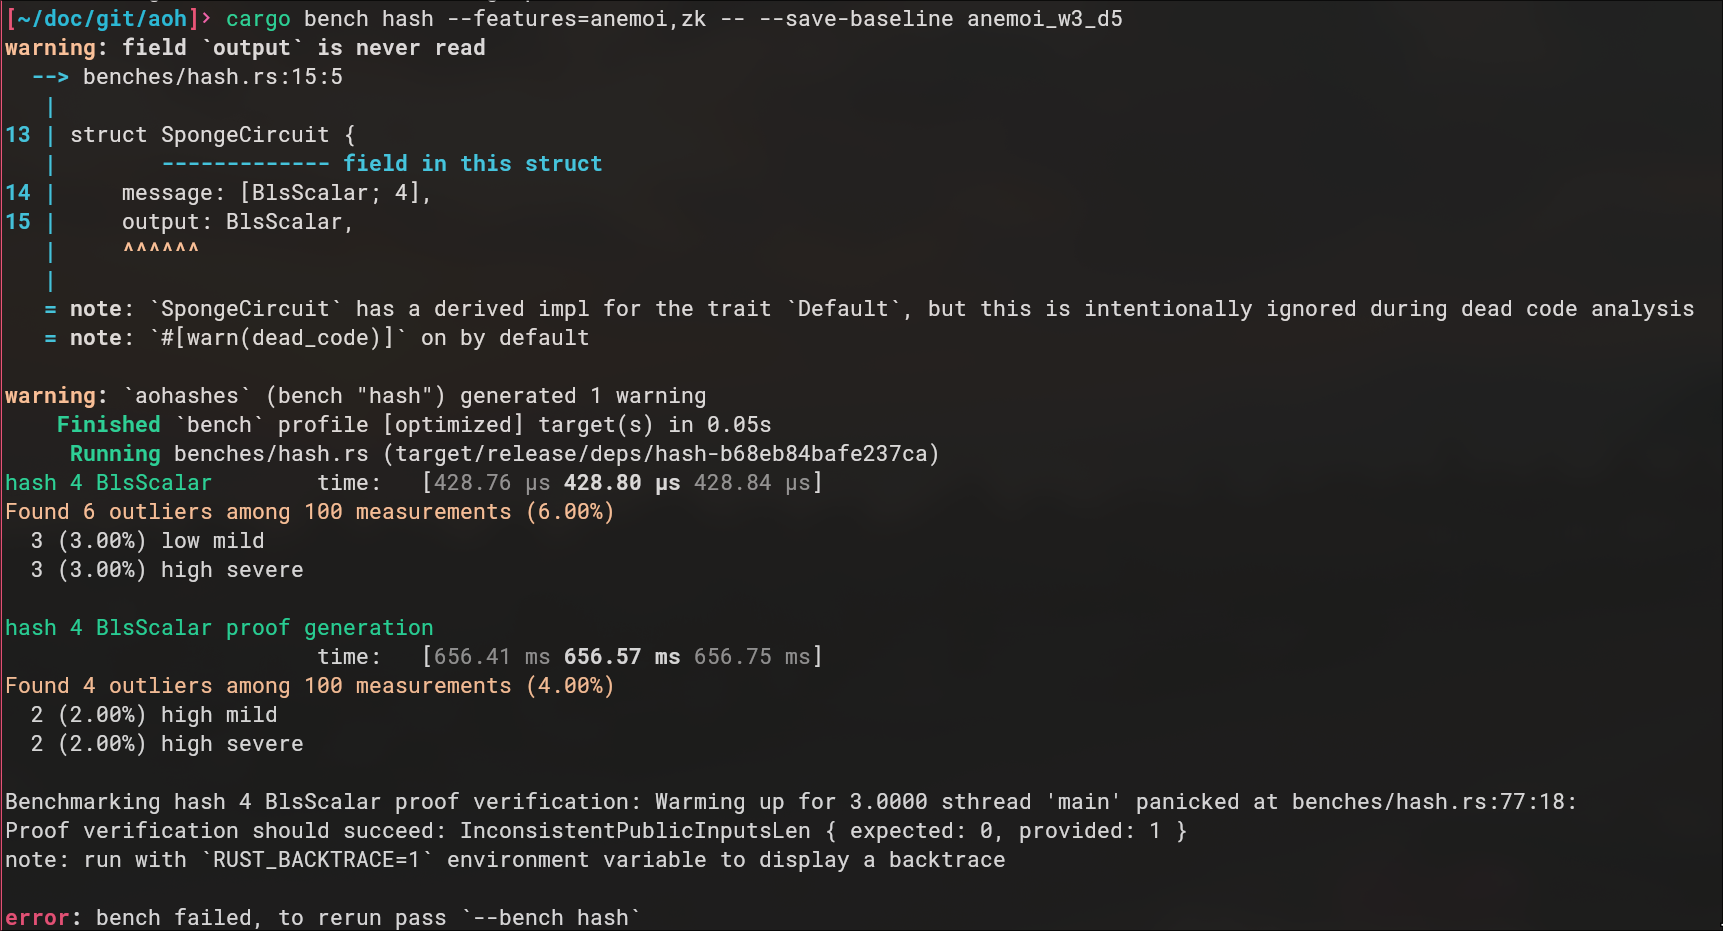 [~/doc/git/aoh]> cargo bench hash --features=anemoi,zk -- --save-baseline anemoi_w3_d5
warning: field `output` is never read
  --> benches/hash.rs:15:5
   |
13 | struct SpongeCircuit {
   |        ------------- field in this struct
14 |     message: [BlsScalar; 4],
15 |     output: BlsScalar,
   |     ^^^^^^
   |
   = note: `SpongeCircuit` has a derived impl for the trait `Default`, but this is intentionally ignored during dead code analysis
   = note: `#[warn(dead_code)]` on by default

warning: `aohashes` (bench "hash") generated 1 warning
    Finished `bench` profile [optimized] target(s) in 0.05s
     Running benches/hash.rs (target/release/deps/hash-b68eb84bafe237ca)
hash 4 BlsScalar        time:   [428.76 µs 428.80 µs 428.84 µs]
Found 6 outliers among 100 measurements (6.00%)
  3 (3.00%) low mild
  3 (3.00%) high severe

hash 4 BlsScalar proof generation
                        time:   [656.41 ms 656.57 ms 656.75 ms]
Found 4 outliers among 100 measurements (4.00%)
  2 (2.00%) high mild
  2 (2.00%) high severe

Benchmarking hash 4 BlsScalar proof verification: Warming up for 3.0000 sthread 'main' panicked at benches/hash.rs:77:18:
Proof verification should succeed: InconsistentPublicInputsLen { expected: 0, provided: 1 }
note: run with `RUST_BACKTRACE=1` environment variable to display a backtrace

error: bench failed, to rerun pass `--bench hash`